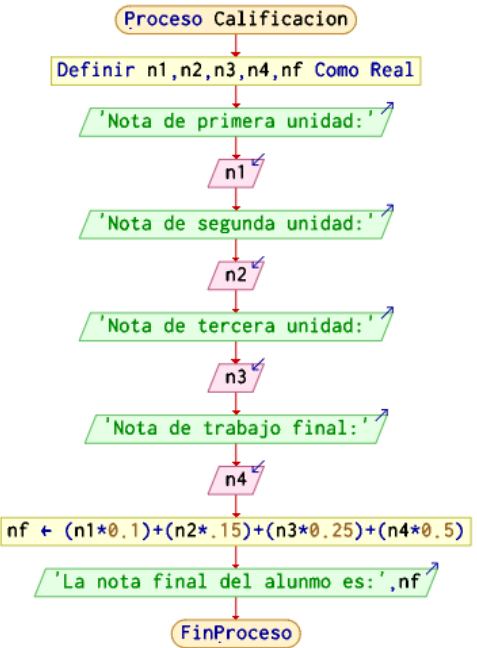 Proceso Calificacion
Definir n1,n2,n3,n4,nf Como Real
'Nota de primera unidad:'
n1
'Nota de segunda unidad:'
n2
'Nota de tercera unidad:'
n3
'Nota de trabajo final:'
n4
nf ← (n1*0.1)+(n2*.15)+(n3*0.25)+(n4*0.5)
'La nota final del alunmo es:',nf
FinProceso